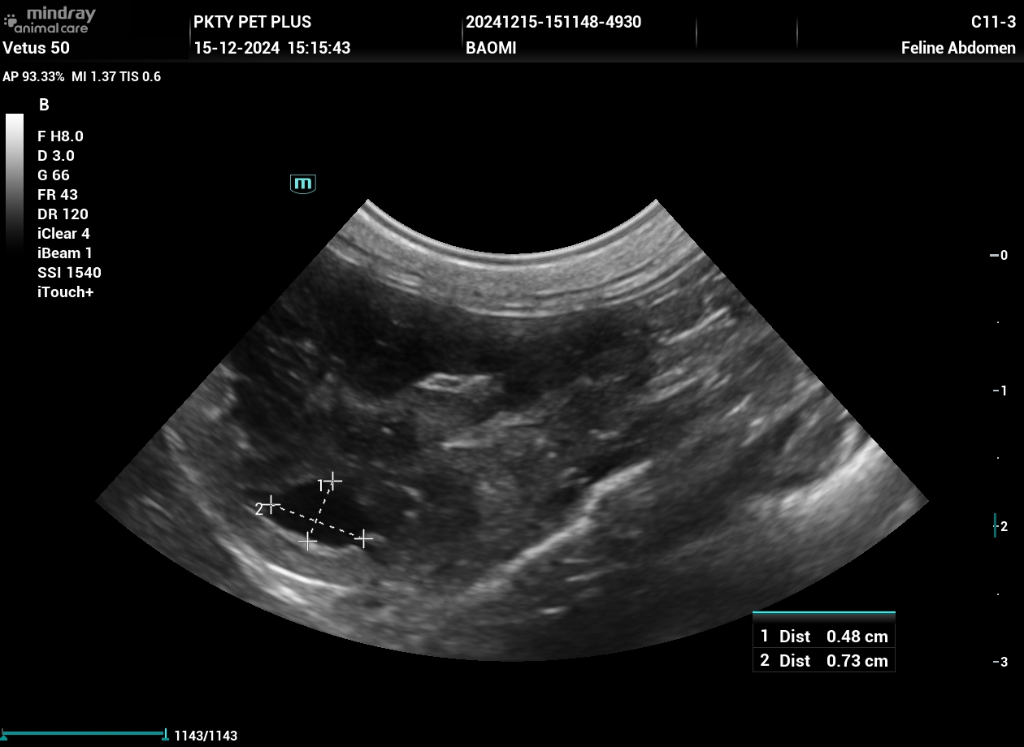 mindray
animalcare
Vetus 50
PKTY PET PLUS
15-12-2024 15:15:43
20241215-151148-4930
BAOMI
C11-3
Feline Abdomen
AP 93.33% MI 1.37 TIS 0.6
B
F H8.0
D 3.0
G 66
FR 43
DR 120
iClear 4
iBeam 1
SSI 1540
iTouch+
m
0
1
2
3
1
2
1 Dist 0.48 cm
2 Dist 0.73 cm
1143/1143